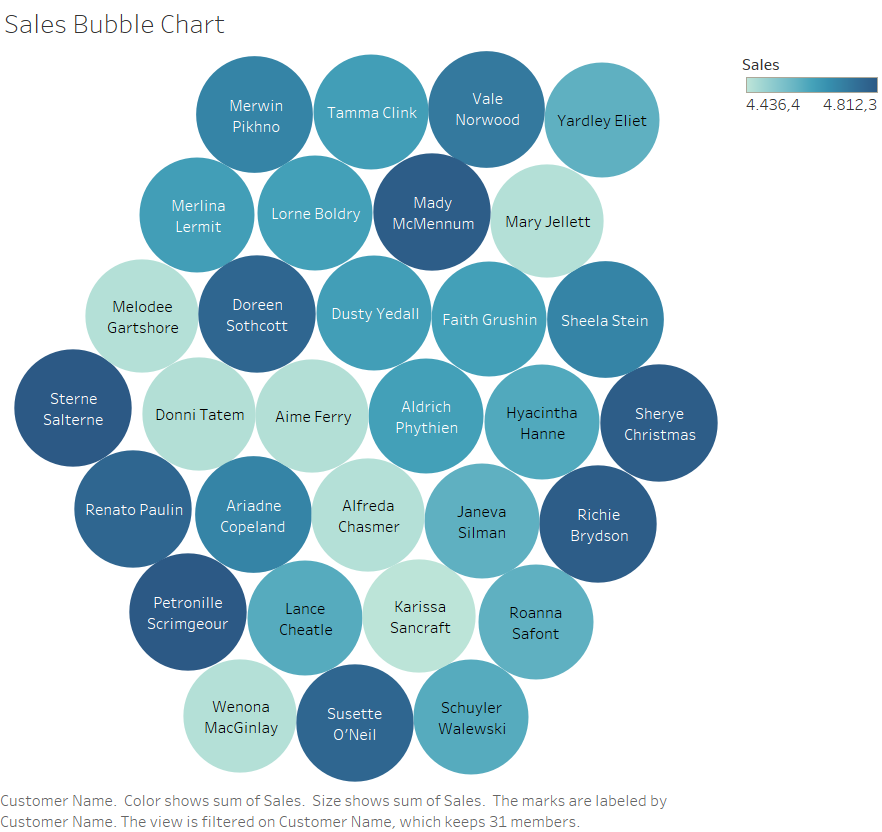 Sales Bubble Chart
Sales
4.436,4 4.812,3
Merwin
Pikhno
Tamma Clink
Vale
Norwood
Yardley Eliet
Merlina
Lermit
Lorne Boldry
Mady
McMennum
Mary Jellett
Melodee
Gartshore
Doreen
Sothcott
Dusty Yedall
Faith Grushin
Sheela Stein
Sterne
Salterne
Donni Tatem
Aime Ferry
Aldrich
Phythien
Hyacintha
Hanne
Sherye
Christmas
Renato Paulin
Ariadne
Copeland
Alfreda
Chasmer
Janeva
Silman
Richie
Brydson
Petronille
Scrimgeour
Lance
Cheatle
Karissa
Sancraft
Roanna
Safont
Wenona
MacGinlay
Susette
O’Neil
Schuyler
Walewski
Customer Name.  Color shows sum of Sales.  Size shows sum of Sales.  The marks are labeled by
Customer Name. The view is filtered on Customer Name, which keeps 31 members.